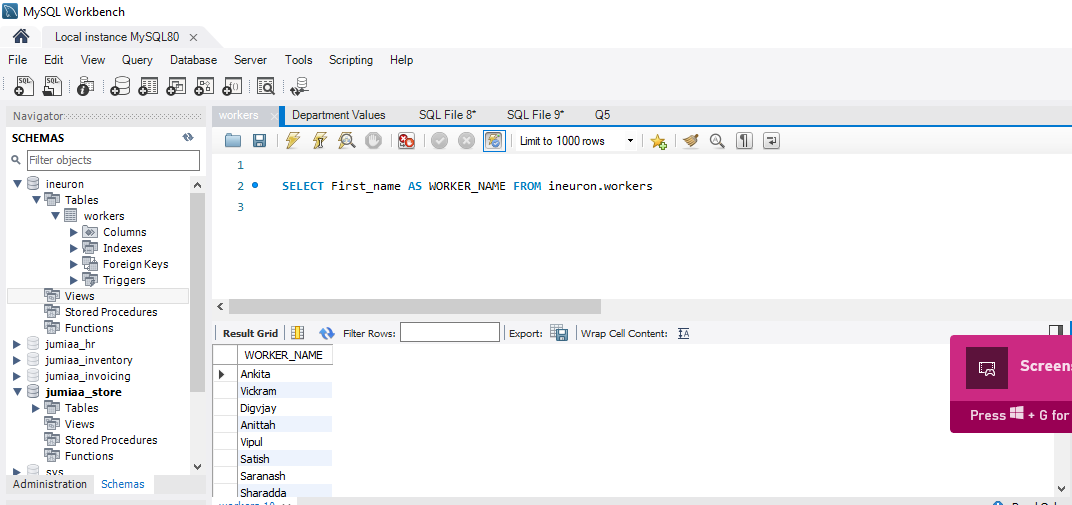 MySQL Workbench
Local instance MySQL80
File Edit View Query Database Server Tools Scripting Help
Navigator
SCHEMAS
Filter objects
ineuron
Tables
workers
Columns
Indexes
Foreign Keys
Triggers
Views
Stored Procedures
Functions
jumiaa_hr
jumiaa_inventory
jumiaa_invoicing
jumiaa_store
Tables
Views
Stored Procedures
Functions
sys
Administration Schemas
workers Department Values SQL File 8* SQL File 9* Q5
Limit to 1000 rows
1
2 SELECT First_name AS WORKER_NAME FROM ineuron.workers
3
Result Grid Filter Rows: Export: Wrap Cell Content:
WORKER_NAME
Ankita
Vickram
Digvjay
Anittah
Vipul
Satish
Saranash
Sharadda
Screens
Press + G for